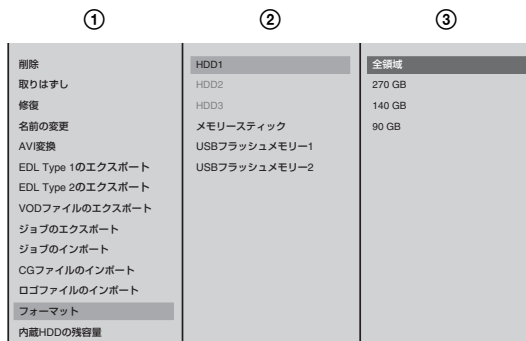 ①
②
③
削除
取りはずし
修復
名前の変更
AVI変換
EDL Type 1のエクスポート
EDL Type 2のエクスポート
VODファイルのエクスポート
ジョブのエクスポート
ジョブのインポート
CGファイルのインポート
ロゴファイルのインポート
フォーマット
内蔵HDDの残容量
HDD1
HDD2
HDD3
メモリースティック
USBフラッシュメモリー1
USBフラッシュメモリー2
全領域
270 GB
140 GB
90 GB